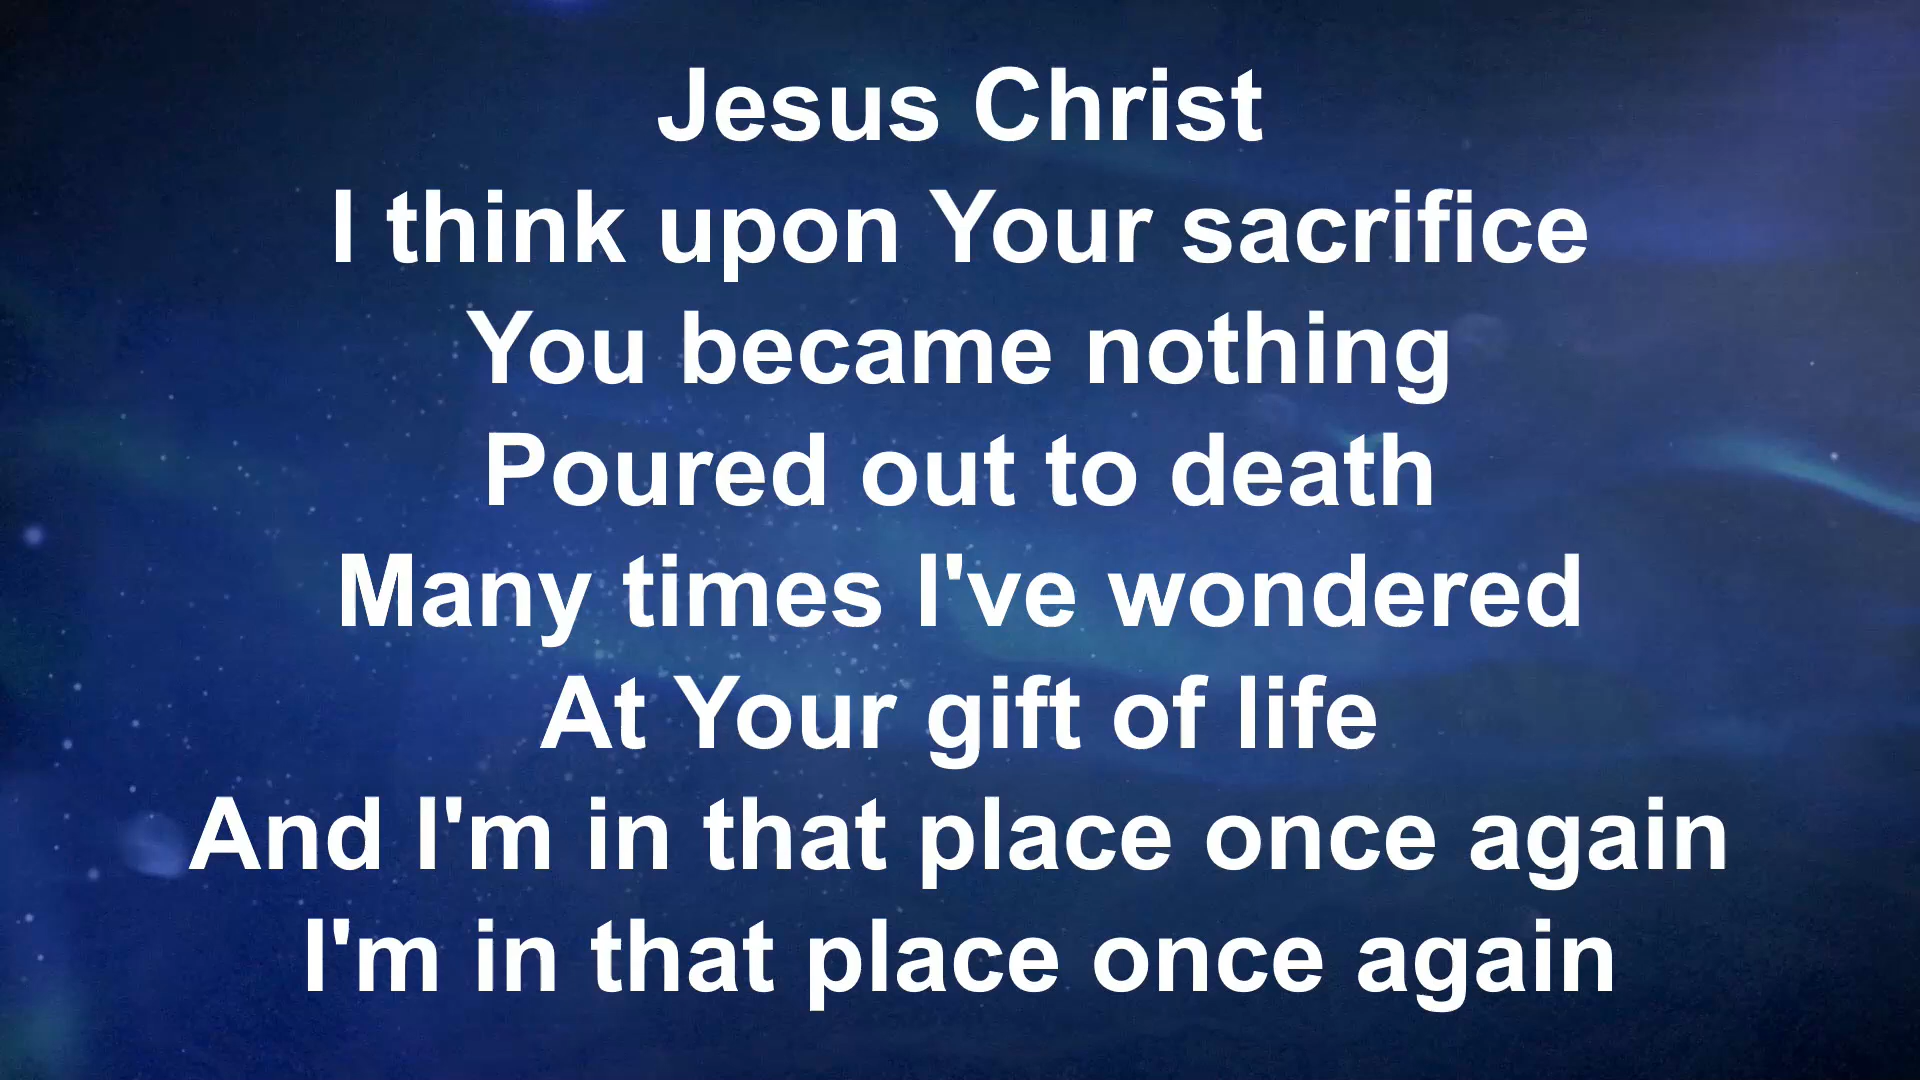 Jesus Christ
I think upon Your sacrifice
You became nothing
Poured out to death
Many times I've wondered
At Your gift of life
And I'm in that place once again
I'm in that place once again